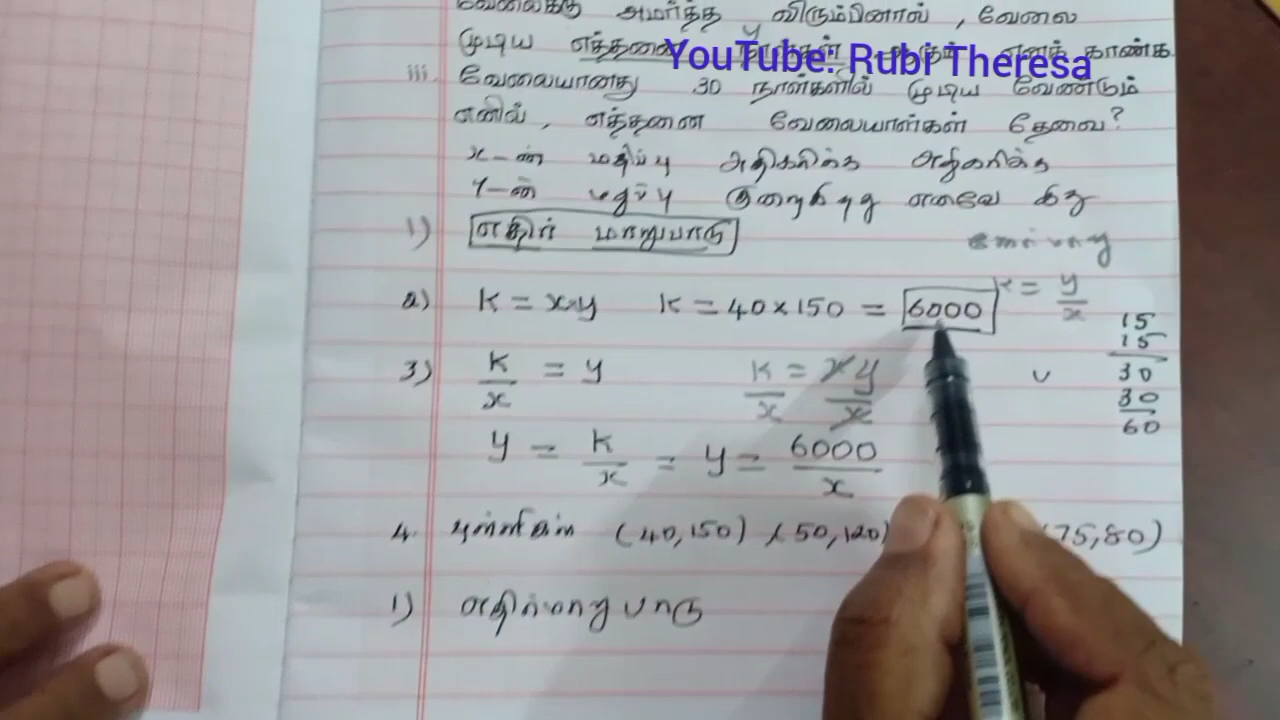 வேலைக்கு அமர்த்த விரும்பினால், வேலை
முடிய எத்தனை காண்க
YouTube: Rubi Theresa
iii. வேலையானது 30 நாள்களில் முடிய வேண்டும்
எனில், எத்தனை வேலையாள்கள் தேவை?
x-ன் மதிப்பு அதிகரிக்க அதிகரிக்க
y-ன் மதிப்பு குறைகிறது எனவே இது
1) எதிர் மாறுபாடு
2) K = x×y K = 40 × 150 = 6000
K = y/x
15
15
30
30
60
3) K/x = y K/x = xy/x
y = K/x = y = 6000/x
4. புள்ளிகள் (40,150) (50,120) 75,80)
1) எதிர்மாறுபாடு